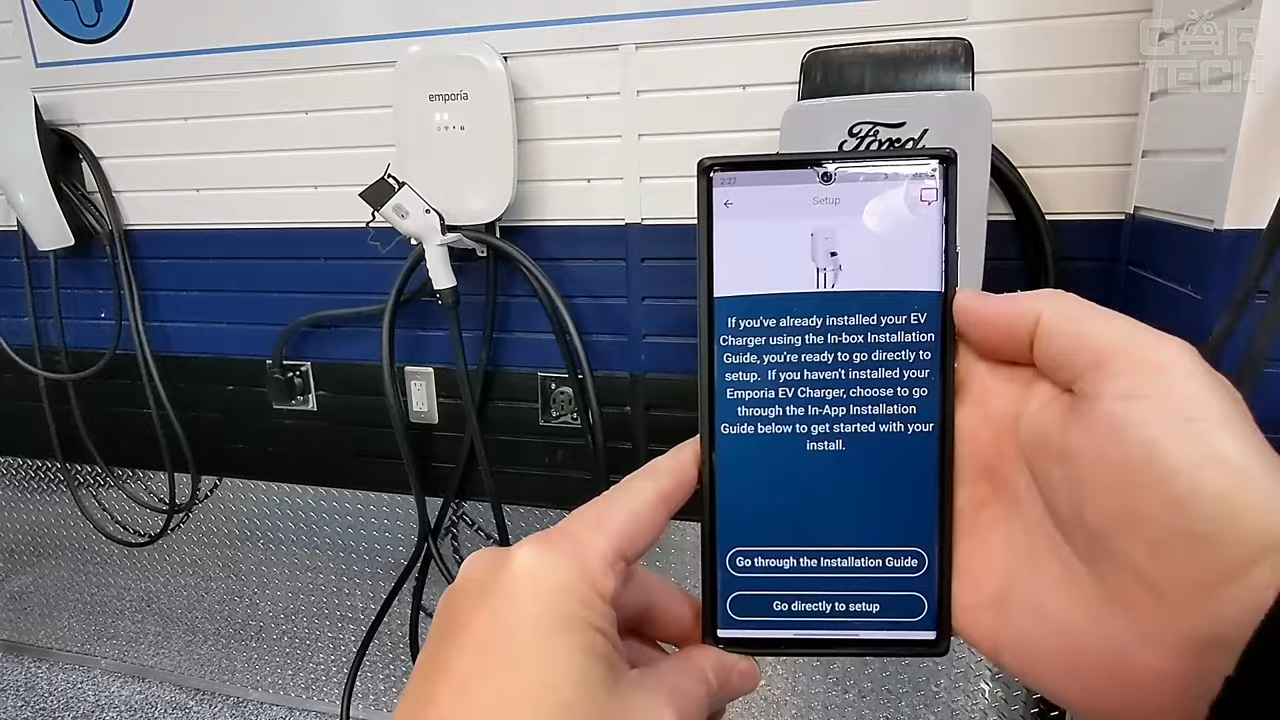 CAR
TECH
emporia
Ford
2:27
Setup
If you've already installed your EV
Charger using the In-box Installation
Guide, you're ready to go directly to
setup. If you haven't installed your
Emporia EV Charger, choose to go
through the In-App Installation
Guide below to get started with your
install.
Go through the Installation Guide
Go directly to setup